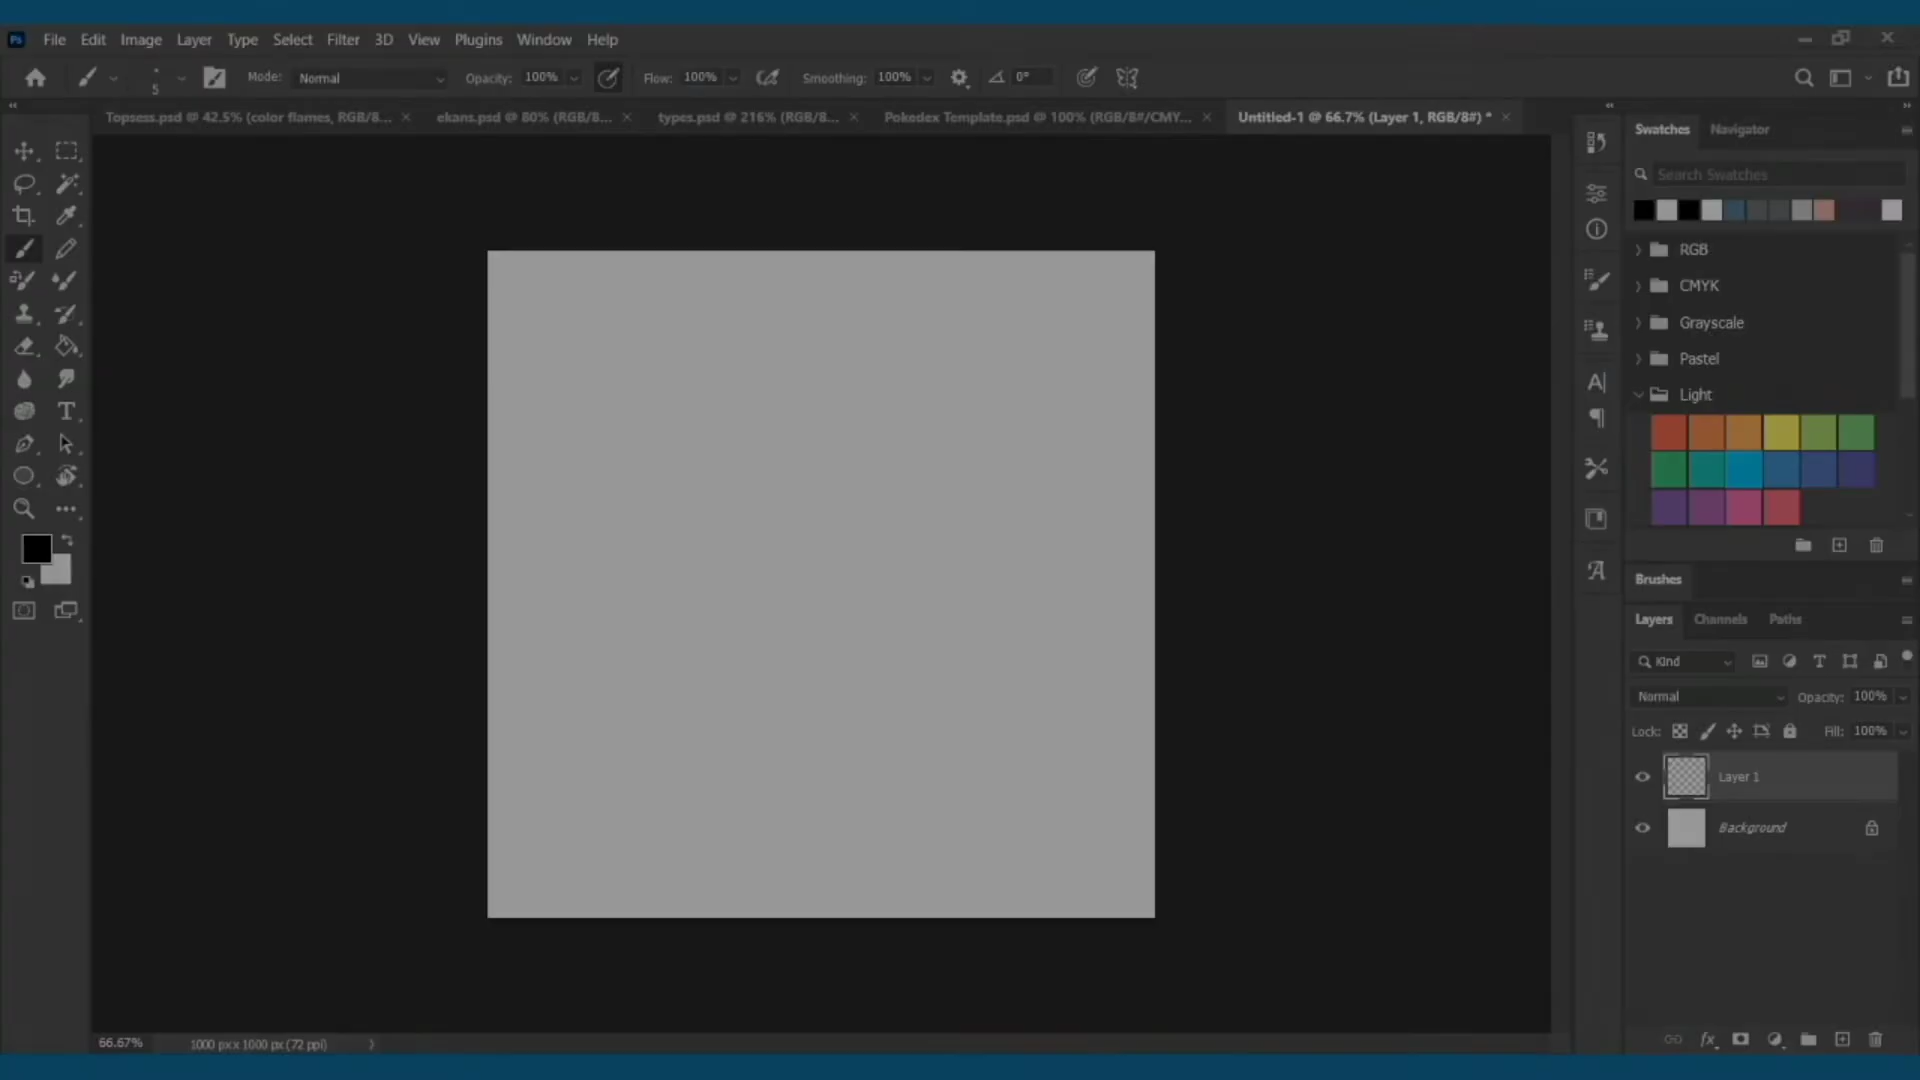 Ps File Edit Image Layer Type Select Filter 3D View Plugins Window Help
5 Mode: Normal Opacity: 100% Flow: 100% Smoothing: 100% 0°
Topsess.psd @ 42.5% (color flames, RGB/8... ekans.psd @ 80% (RGB/8... types.psd @ 216% (RGB/8... Pokedex Template.psd @ 100% (RGB/8#/CMY... Untitled-1 @ 66.7% (Layer 1, RGB/8#) *
Swatches Navigator
Search Swatches
RGB
CMYK
Grayscale
Pastel
Light
Brushes
Layers Channels Paths
Kind
Normal Opacity: 100%
Lock: Fill: 100%
Layer 1
Background
fx
66.67% 1000 px x 1000 px (72 ppi)